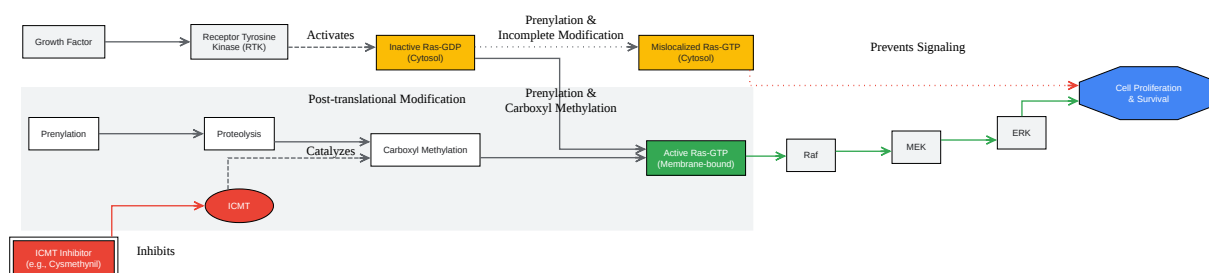 Growth Factor
Receptor Tyrosine
Kinase (RTK)
Activates
Inactive Ras-GDP
(Cytosol)
Prenylation &
Incomplete Modification
Mislocalized Ras-GTP
(Cytosol)
Prevents Signaling
Cell Proliferation
& Survival
Post-translational Modification
Prenylation &
Carboxyl Methylation
Prenylation
Proteolysis
Catalyzes
Carboxyl Methylation
Active Ras-GTP
(Membrane-bound)
Raf
MEK
ERK
ICMT
ICMT Inhibitor
(e.g., Cysmethynil)
Inhibits